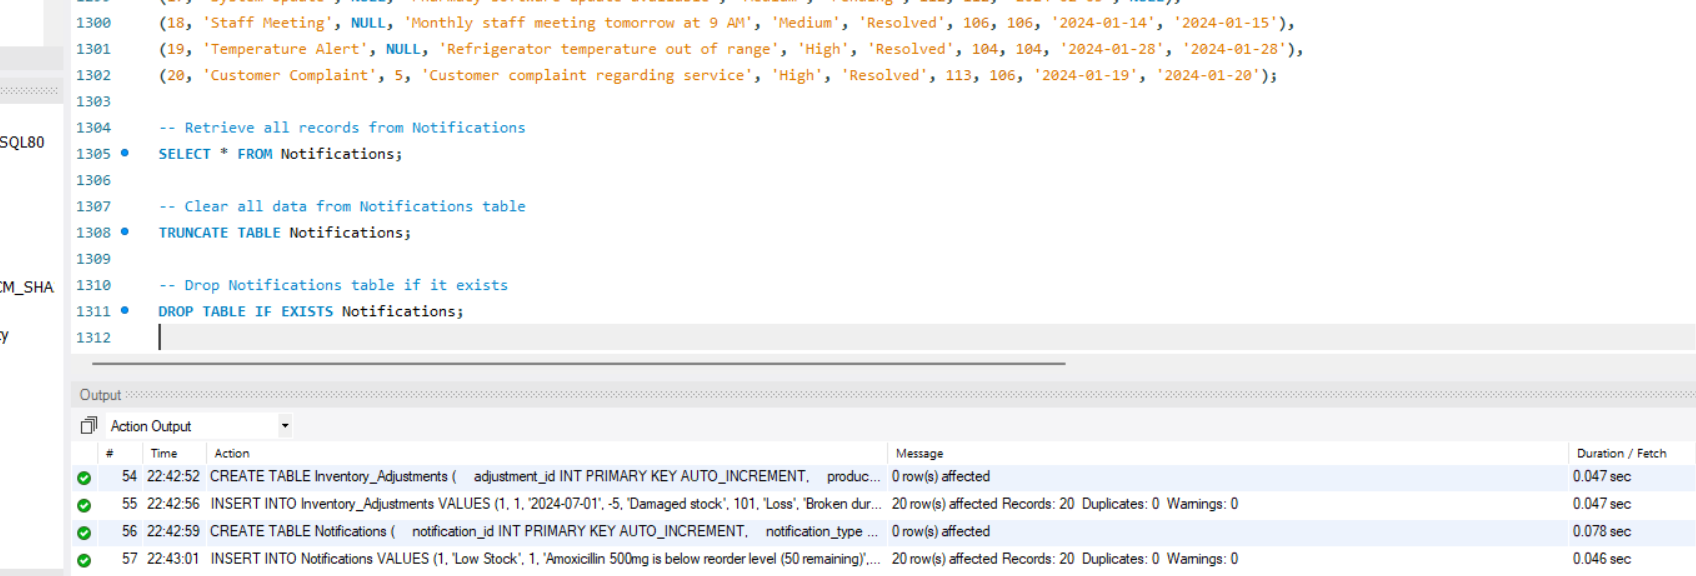 1300 (18, 'Staff Meeting', NULL, 'Monthly staff meeting tomorrow at 9 AM', 'Medium', 'Resolved', 106, 106, '2024-01-14', '2024-01-15'),
1301 (19, 'Temperature Alert', NULL, 'Refrigerator temperature out of range', 'High', 'Resolved', 104, 104, '2024-01-28', '2024-01-28'),
1302 (20, 'Customer Complaint', 5, 'Customer complaint regarding service', 'High', 'Resolved', 113, 106, '2024-01-19', '2024-01-20');
1303
1304 -- Retrieve all records from Notifications
SQL80
1305 SELECT * FROM Notifications;
1306
1307 -- Clear all data from Notifications table
1308 TRUNCATE TABLE Notifications;
1309
CM_SHA
1310 -- Drop Notifications table if it exists
1311 DROP TABLE IF EXISTS Notifications;
1312
Output
Action Output
# Time Action Message Duration / Fetch
54 22:42:52 CREATE TABLE Inventory_Adjustments ( adjustment_id INT PRIMARY KEY AUTO_INCREMENT, produc... 0 row(s) affected 0.047 sec
55 22:42:56 INSERT INTO Inventory_Adjustments VALUES (1, 1, '2024-07-01', -5, 'Damaged stock', 101, 'Loss', 'Broken dur... 20 row(s) affected Records: 20 Duplicates: 0 Warnings: 0 0.047 sec
56 22:42:59 CREATE TABLE Notifications ( notification_id INT PRIMARY KEY AUTO_INCREMENT, notification_type ... 0 row(s) affected 0.078 sec
57 22:43:01 INSERT INTO Notifications VALUES (1, 'Low Stock', 1, 'Amoxicillin 500mg is below reorder level (50 remaining)',... 20 row(s) affected Records: 20 Duplicates: 0 Warnings: 0 0.046 sec